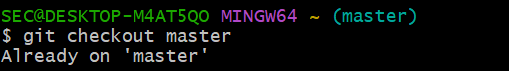 SEC@DESKTOP-M4AT5QO MINGW64 ~ (master)
$ git checkout master
Already on 'master'